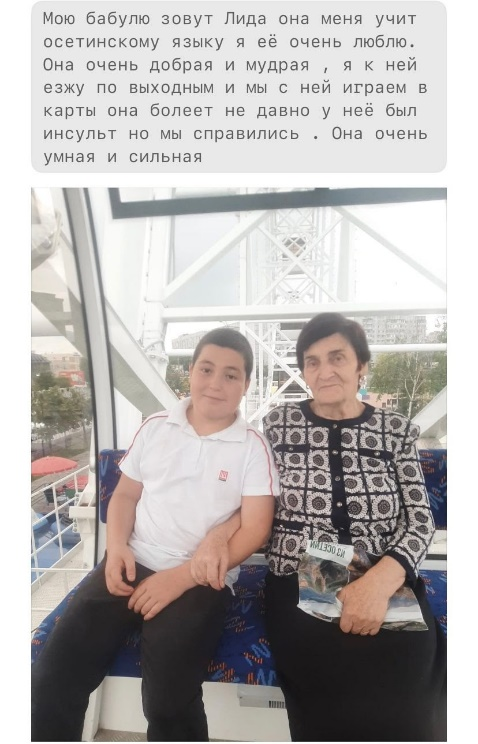 Мою бабулю зовут Лида она меня учит
осетинскому языку я её очень люблю.
Она очень добрая и мудрая , я к ней
езжу по выходным и мы с ней играем в
карты она болеет не давно у неё был
инсульт но мы справились . Она очень
умная и сильная
ИЗ ОСЕТИИ